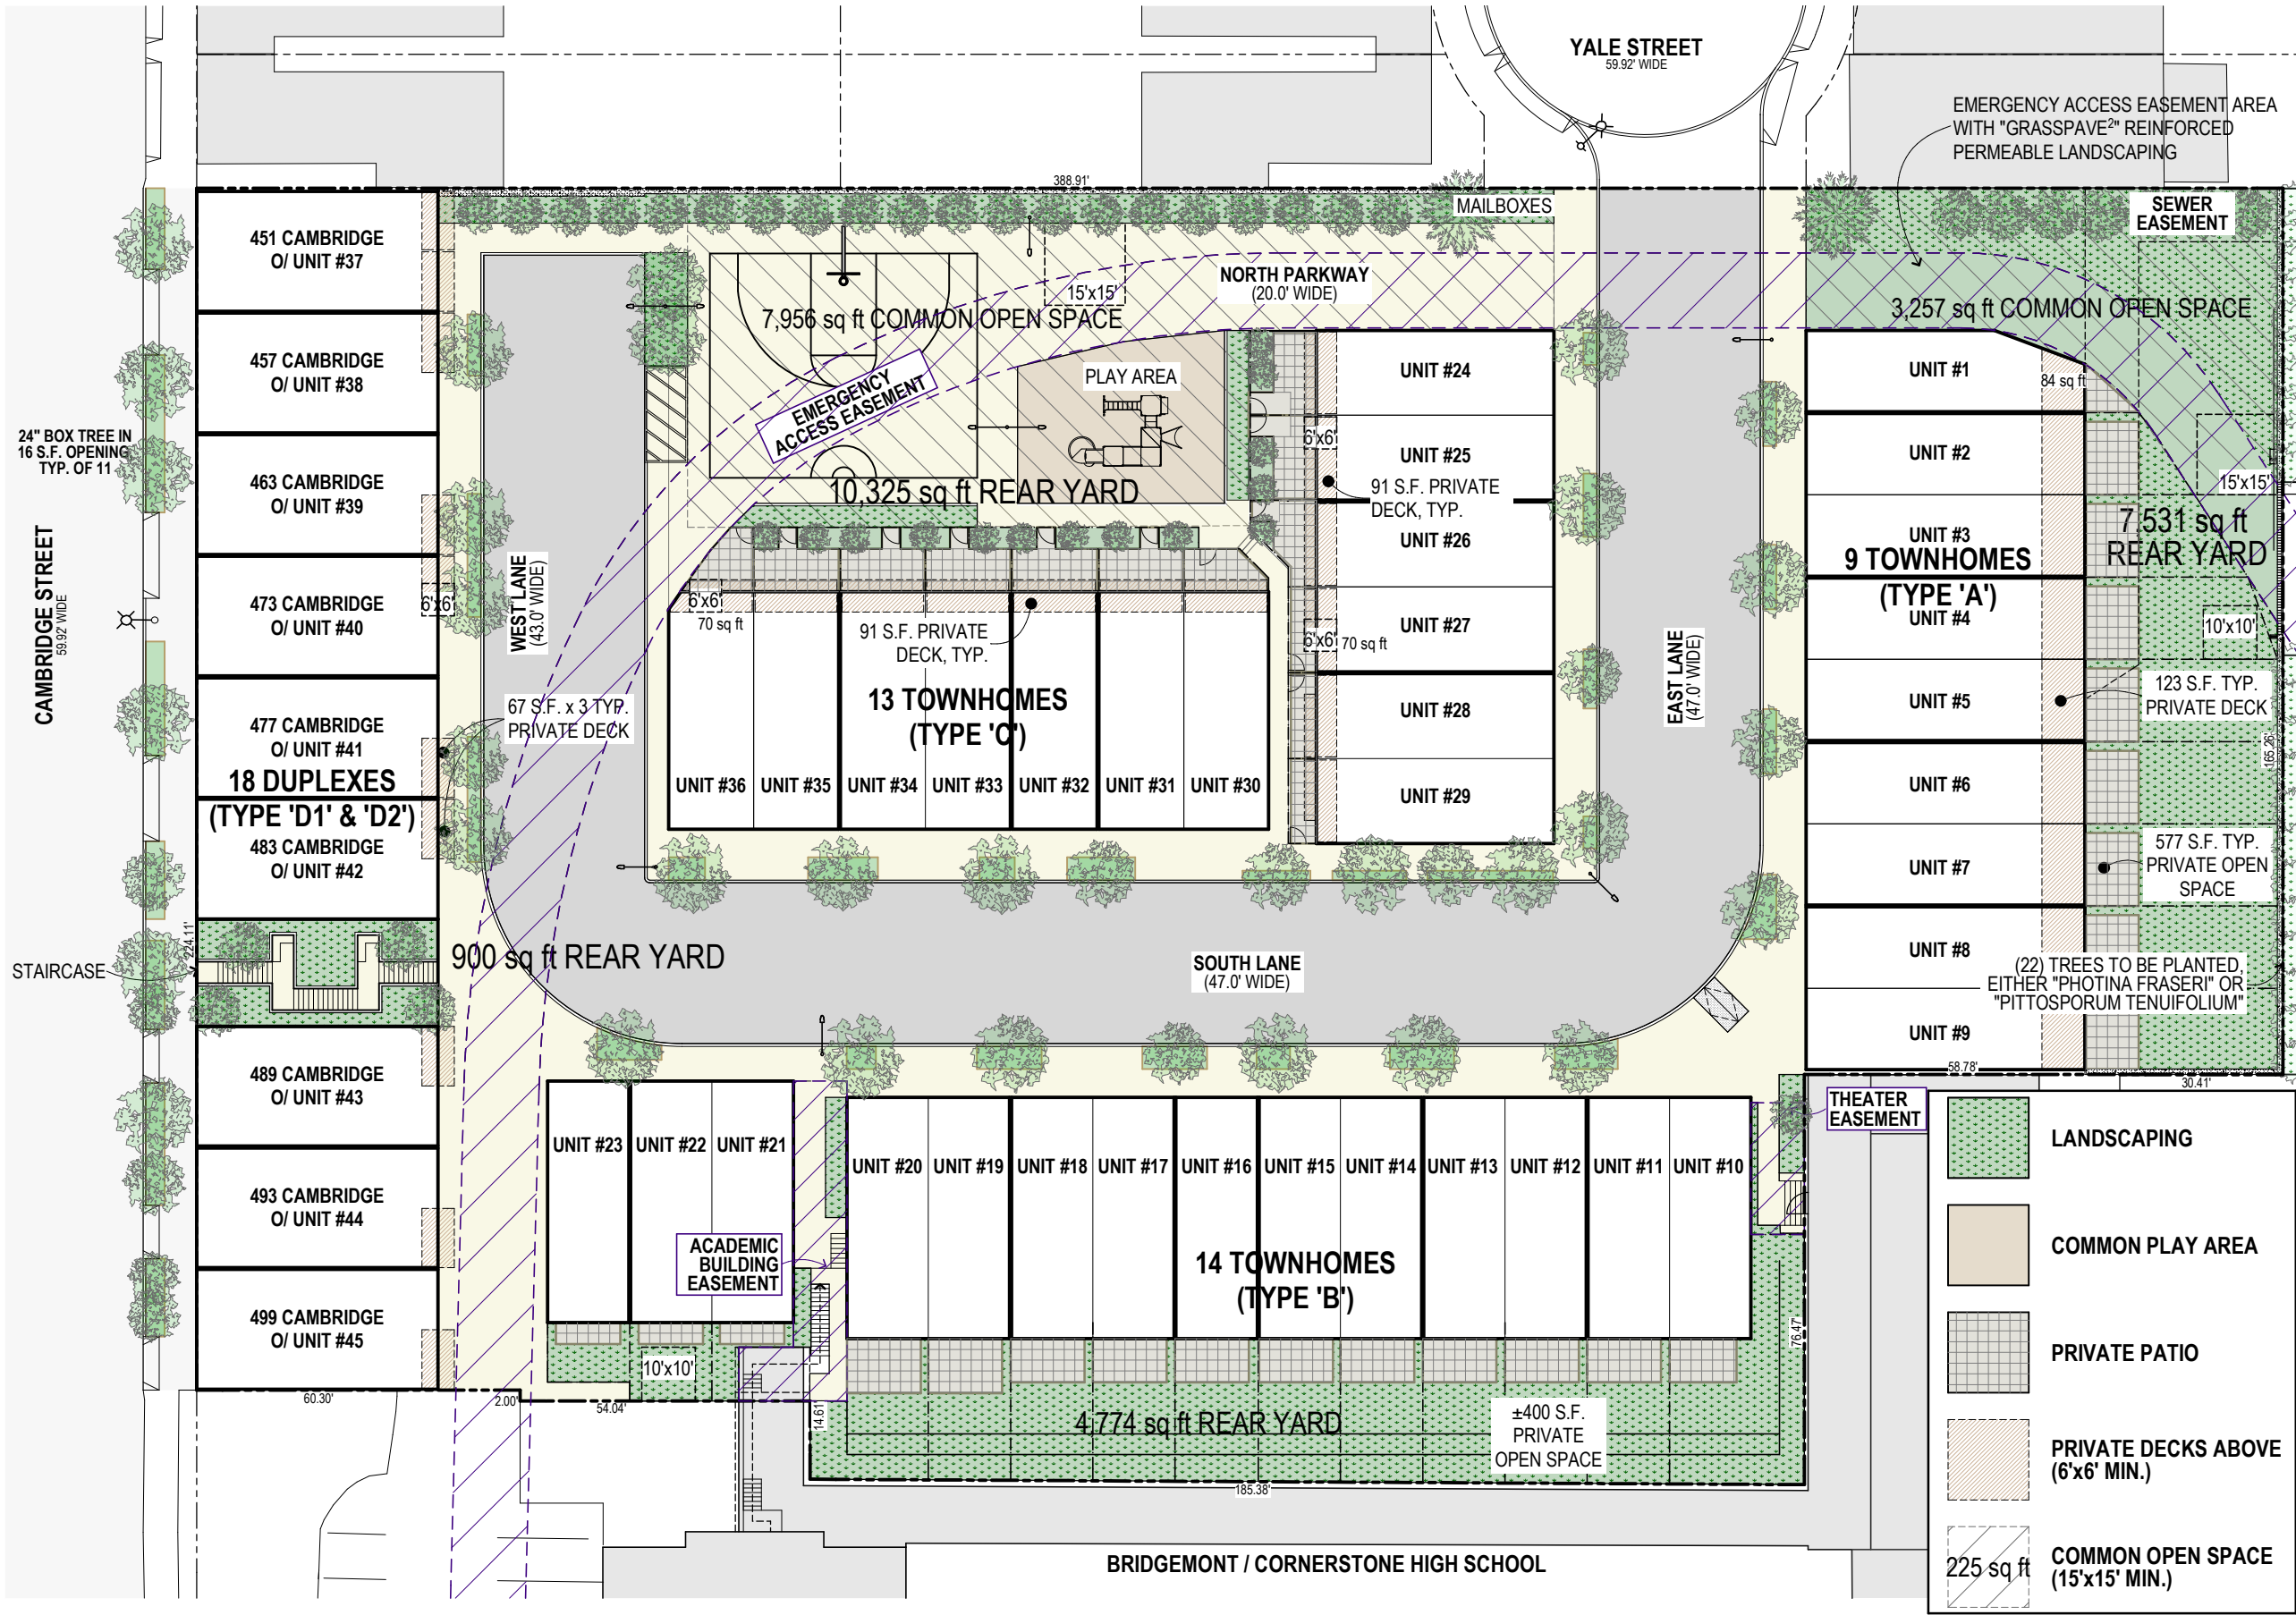 YALE STREET
59.92' WIDE
EMERGENCY ACCESS EASEMENT AREA
WITH "GRASSPAVE²" REINFORCED
PERMEABLE LANDSCAPING
388.91'
MAILBOXES
SEWER
EASEMENT
451 CAMBRIDGE
O/ UNIT #37
457 CAMBRIDGE
O/ UNIT #38
463 CAMBRIDGE
O/ UNIT #39
473 CAMBRIDGE
O/ UNIT #40
6'x6'
477 CAMBRIDGE
O/ UNIT #41
18 DUPLEXES
(TYPE 'D1' & 'D2')
483 CAMBRIDGE
O/ UNIT #42
489 CAMBRIDGE
O/ UNIT #43
493 CAMBRIDGE
O/ UNIT #44
499 CAMBRIDGE
O/ UNIT #45
24" BOX TREE IN
16 S.F. OPENING
TYP. OF 11
CAMBRIDGE STREET
59.92' WIDE
STAIRCASE
224.11'
60.30'
2.00'
54.04'
14.61'
WEST LANE
(43.0' WIDE)
67 S.F. x 3 TYP.
PRIVATE DECK
900 sq ft REAR YARD
7,956 sq ft COMMON OPEN SPACE
15'x15'
NORTH PARKWAY
(20.0' WIDE)
EMERGENCY
ACCESS EASEMENT
PLAY AREA
10,325 sq ft REAR YARD
6'x6'
70 sq ft
91 S.F. PRIVATE
DECK, TYP.
13 TOWNHOMES
(TYPE 'C')
UNIT #36
UNIT #35
UNIT #34
UNIT #33
UNIT #32
UNIT #31
UNIT #30
UNIT #24
6'x6'
UNIT #25
91 S.F. PRIVATE
DECK, TYP.
UNIT #26
UNIT #27
6'x6'
70 sq ft
UNIT #28
UNIT #29
EAST LANE
(47.0' WIDE)
SOUTH LANE
(47.0' WIDE)
3,257 sq ft COMMON OPEN SPACE
UNIT #1
84 sq ft
UNIT #2
15'x15'
UNIT #3
9 TOWNHOMES
(TYPE 'A')
7,531 sq ft
REAR YARD
UNIT #4
10'x10'
UNIT #5
123 S.F. TYP.
PRIVATE DECK
165.26'
UNIT #6
UNIT #7
577 S.F. TYP.
PRIVATE OPEN
SPACE
UNIT #8
(22) TREES TO BE PLANTED,
EITHER "PHOTINA FRASERI" OR
"PITTOSPORUM TENUIFOLIUM"
UNIT #9
58.78'
30.41'
THEATER
EASEMENT
UNIT #23
UNIT #22
UNIT #21
ACADEMIC
BUILDING
EASEMENT
10'x10'
UNIT #20
UNIT #19
UNIT #18
UNIT #17
UNIT #16
UNIT #15
UNIT #14
UNIT #13
UNIT #12
UNIT #11
UNIT #10
14 TOWNHOMES
(TYPE 'B')
76.47'
4,774 sq ft REAR YARD
±400 S.F.
PRIVATE
OPEN SPACE
185.38'
BRIDGEMONT / CORNERSTONE HIGH SCHOOL
LANDSCAPING
COMMON PLAY AREA
PRIVATE PATIO
PRIVATE DECKS ABOVE
(6'x6' MIN.)
225 sq ft
COMMON OPEN SPACE
(15'x15' MIN.)